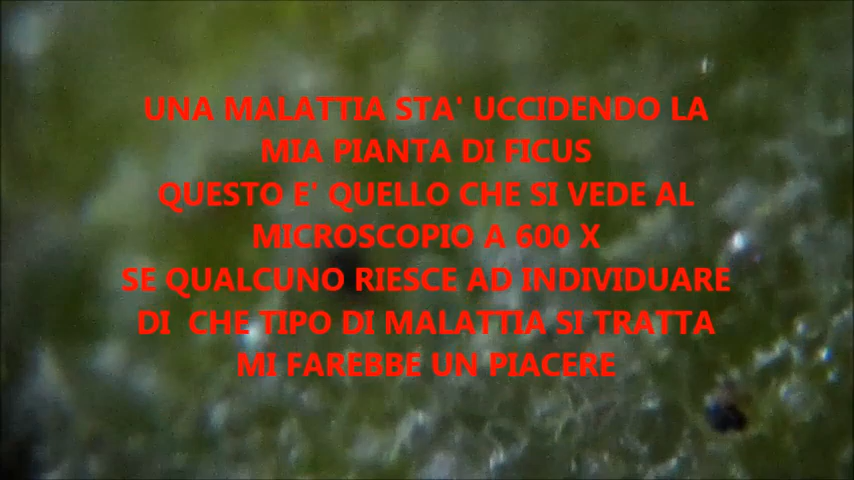 UNA MALATTIA STA' UCCIDENDO LA
MIA PIANTA DI FICUS
QUESTO E' QUELLO CHE SI VEDE AL
MICROSCOPIO A 600 X
SE QUALCUNO RIESCE AD INDIVIDUARE
DI CHE TIPO DI MALATTIA SI TRATTA
MI FAREBBE UN PIACERE